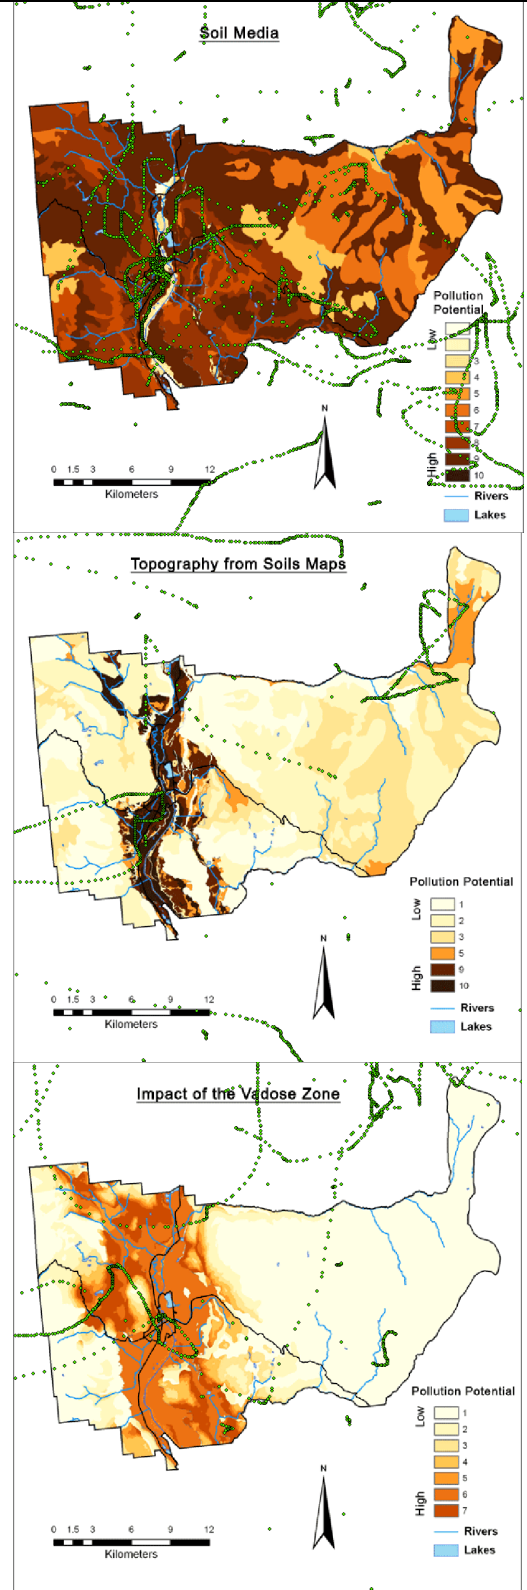 Soil Media
Pollution
Potential
Low
3
4
5
6
7
8
9
10
High
Rivers
Lakes
N
0 1.5 3 6 9 12
Kilometers
Topography from Soils Maps
Pollution Potential
Low
1
2
3
5
9
10
High
Rivers
Lakes
N
0 1.5 3 6 9 12
Kilometers
Impact of the Vadose Zone
Pollution Potential
Low
1
2
3
4
5
6
7
High
Rivers
Lakes
N
0 1.5 3 6 9 12
Kilometers